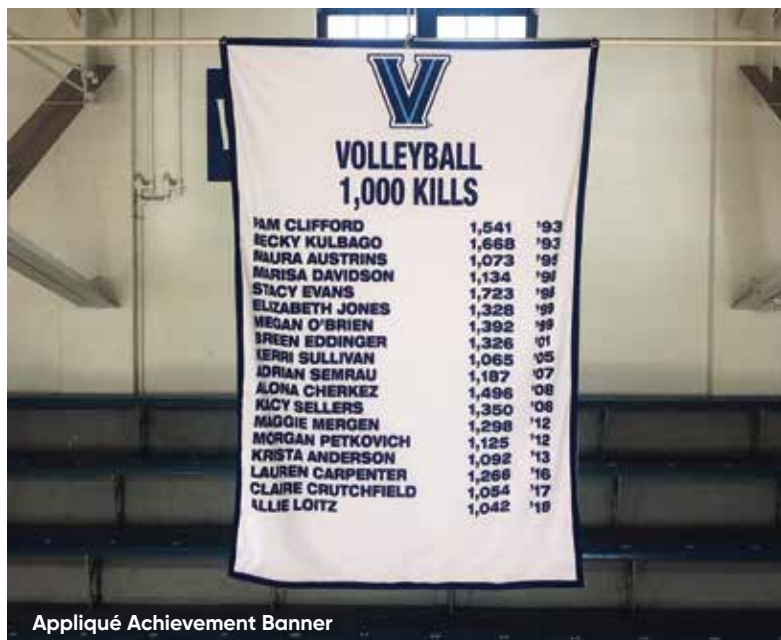 V
VOLLEYBALL
1,000 KILLS
PAM CLIFFORD 1,541 '93
BECKY KULBAGO 1,668 '93
MAURA AUSTRINS 1,073 '95
MARISA DAVIDSON 1,134
STACY EVANS 1,723 '98
ELIZABETH JONES 1,328 '99
MEGAN O'BRIEN 1,392 '99
BREEN EDDINGER 1,326 '01
KERRI SULLIVAN 1,065 '05
ADRIAN SEMRAU 1,187 '07
ALONA CHERKEZ 1,496 '08
KACY SELLERS 1,350 '08
MAGGIE MERGEN 1,298 '12
MORGAN PETKOVICH 1,125 '12
KRISTA ANDERSON 1,092 '13
LAUREN CARPENTER 1,266 '16
CLAIRE CRUTCHFIELD 1,054 '17
ALLIE LOITZ 1,042 '18
Appliqué Achievement Banner